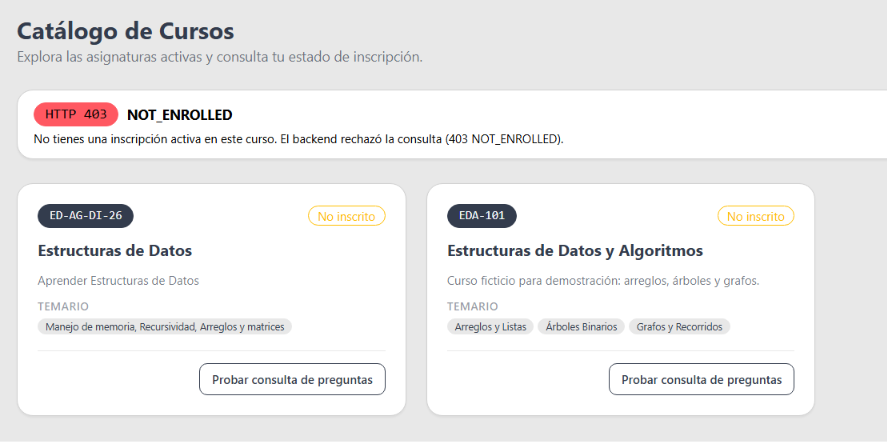 Catálogo de Cursos
Explora las asignaturas activas y consulta tu estado de inscripción.
HTTP 403 NOT_ENROLLED
No tienes una inscripción activa en este curso. El backend rechazó la consulta (403 NOT_ENROLLED).
ED-AG-DI-26 No inscrito
Estructuras de Datos
Aprender Estructuras de Datos
TEMARIO
Manejo de memoria, Recursividad, Arreglos y matrices
Probar consulta de preguntas
EDA-101 No inscrito
Estructuras de Datos y Algoritmos
Curso ficticio para demostración: arreglos, árboles y grafos.
TEMARIO
Arreglos y Listas Árboles Binarios Grafos y Recorridos
Probar consulta de preguntas